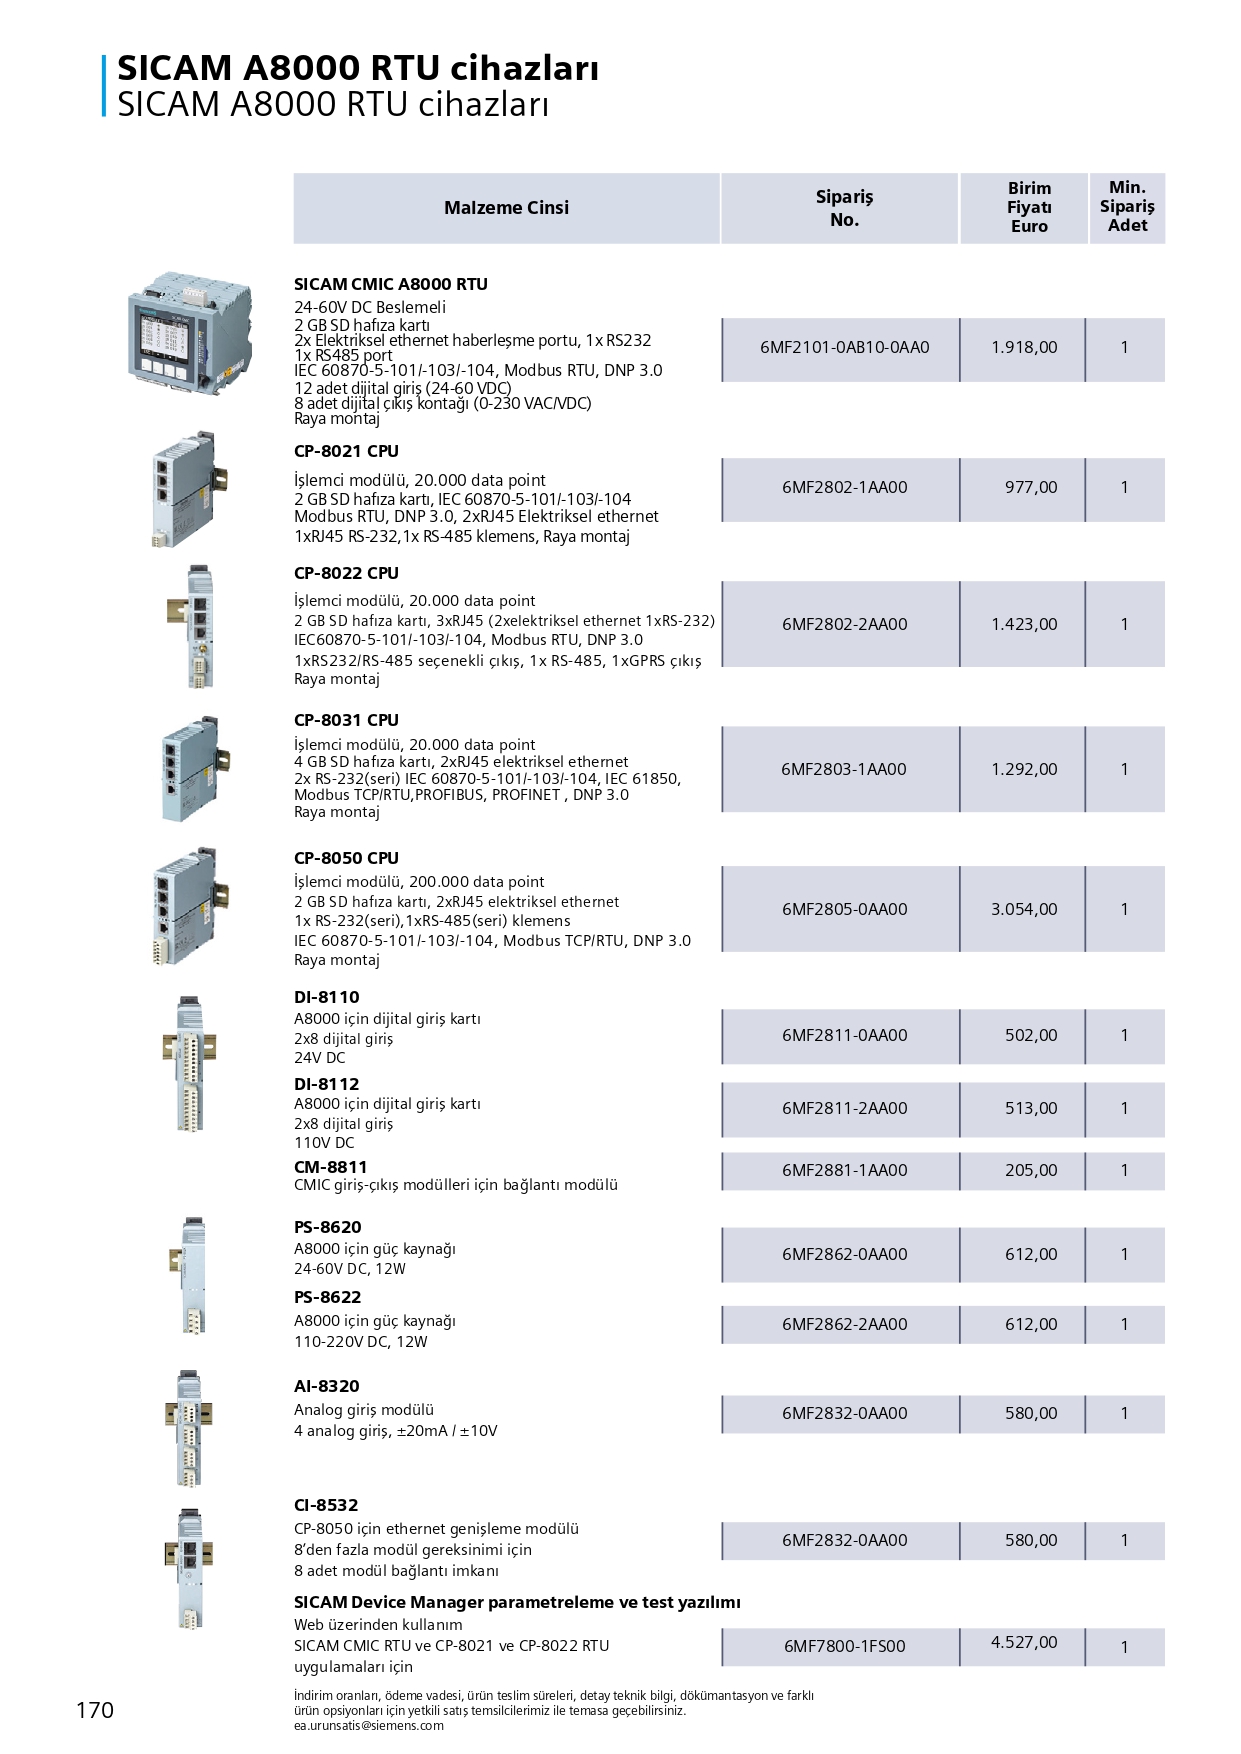 SICAM A8000 RTU cihazları
SICAM A8000 RTU cihazları
Malzeme Cinsi
Sipariş
No.
Birim
Fiyatı
Euro
Min.
Sipariş
Adet
SICAM CMIC A8000 RTU
24-60V DC Beslemeli
2 GB SD hafıza kartı
2x Elektriksel ethernet haberleşme portu, 1x RS232
1x RS485 port
IEC 60870-5-101/-103/-104, Modbus RTU, DNP 3.0
12 adet dijital giriş (24-60 VDC)
8 adet dijital çıkış kontağı (0-230 VAC/VDC)
Raya montaj
6MF2101-0AB10-0AA0 1.918,00 1
CP-8021 CPU
İşlemci modülü, 20.000 data point
2 GB SD hafıza kartı, IEC 60870-5-101/-103/-104
Modbus RTU, DNP 3.0, 2xRJ45 Elektriksel ethernet
1xRJ45 RS-232,1x RS-485 klemens, Raya montaj
6MF2802-1AA00 977,00 1
CP-8022 CPU
İşlemci modülü, 20.000 data point
2 GB SD hafıza kartı, 3xRJ45 (2xelektriksel ethernet 1xRS-232)
IEC60870-5-101/-103/-104, Modbus RTU, DNP 3.0
1xRS232/RS-485 seçenekli çıkış, 1x RS-485, 1xGPRS çıkış
Raya montaj
6MF2802-2AA00 1.423,00 1
CP-8031 CPU
İşlemci modülü, 20.000 data point
4 GB SD hafıza kartı, 2xRJ45 elektriksel ethernet
2x RS-232(seri) IEC 60870-5-101/-103/-104, IEC 61850,
Modbus TCP/RTU,PROFIBUS, PROFINET , DNP 3.0
Raya montaj
6MF2803-1AA00 1.292,00 1
CP-8050 CPU
İşlemci modülü, 200.000 data point
2 GB SD hafıza kartı, 2xRJ45 elektriksel ethernet
1x RS-232(seri),1xRS-485(seri) klemens
IEC 60870-5-101/-103/-104, Modbus TCP/RTU, DNP 3.0
Raya montaj
6MF2805-0AA00 3.054,00 1
DI-8110
A8000 için dijital giriş kartı
2x8 dijital giriş
24V DC
6MF2811-0AA00 502,00 1
DI-8112
A8000 için dijital giriş kartı
2x8 dijital giriş
110V DC
6MF2811-2AA00 513,00 1
CM-8811
CMIC giriş-çıkış modülleri için bağlantı modülü
6MF2881-1AA00 205,00 1
PS-8620
A8000 için güç kaynağı
24-60V DC, 12W
6MF2862-0AA00 612,00 1
PS-8622
A8000 için güç kaynağı
110-220V DC, 12W
6MF2862-2AA00 612,00 1
AI-8320
Analog giriş modülü
4 analog giriş, ±20mA / ±10V
6MF2832-0AA00 580,00 1
CI-8532
CP-8050 için ethernet genişleme modülü
8’den fazla modül gereksinimi için
8 adet modül bağlantı imkanı
6MF2832-0AA00 580,00 1
SICAM Device Manager parametreleme ve test yazılımı
Web üzerinden kullanım
SICAM CMIC RTU ve CP-8021 ve CP-8022 RTU
uygulamaları için
6MF7800-1FS00 4.527,00 1
İndirim oranları, ödeme vadesi, ürün teslim süreleri, detay teknik bilgi, dökümantasyon ve farklı
ürün opsiyonları için yetkili satış temsilcilerimiz ile temasa geçebilirsiniz.
ea.urunsatis@siemens.com
170